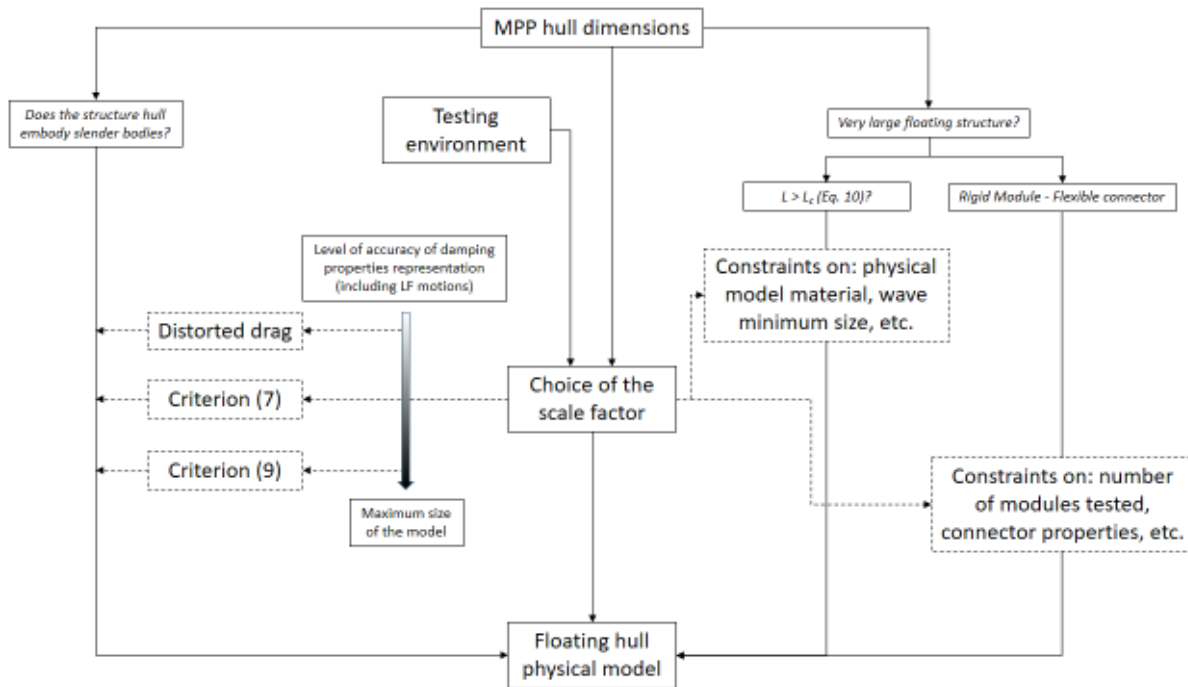 MPP hull dimensions
Does the structure hull
embody slender bodies?
Testing
environment
Very large floating structure?
L > Lc (Eq. 10)?
Rigid Module - Flexible connector
Level of accuracy of damping
properties representation
(including LF motions)
Constraints on: physical
model material, wave
minimum size, etc.
Distorted drag
Criterion (7)
Choice of the
scale factor
Criterion (9)
Maximum size
of the model
Constraints on: number
of modules tested,
connector properties, etc.
Floating hull
physical model